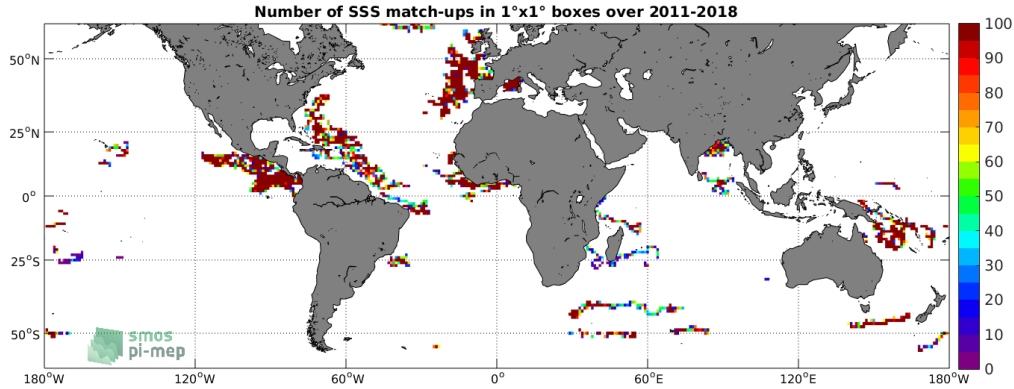 Number of SSS match-ups in 1°x1° boxes over 2011-2018
50°N
25°N
0°
25°S
50°S
180°W
120°W
60°W
0°
60°E
120°E
180°W
100
90
80
70
60
50
40
30
20
10
0
smos
pi-mep